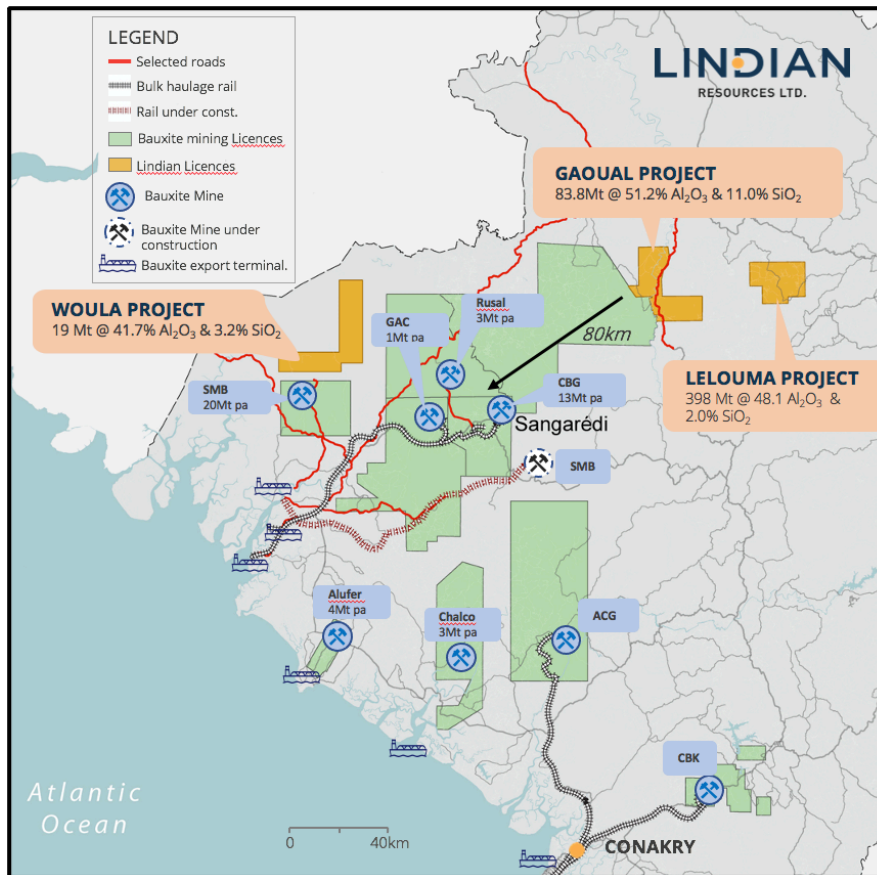 LEGEND
Selected roads
Bulk haulage rail
Rail under const.
Bauxite mining Licences
Lindian Licences
Bauxite Mine
Bauxite Mine under
construction
Bauxite export terminal.
LINDIAN
RESOURCES LTD.
GAOUAL PROJECT
83.8Mt @ 51.2% Al₂O₃ & 11.0% SiO₂
WOULA PROJECT
19 Mt @ 41.7% Al₂O₃ & 3.2% SiO₂
LELOUMA PROJECT
398 Mt @ 48.1 Al₂O₃ &
2.0% SiO₂
Rusal
3Mt pa
GAC
1Mt pa
80km
SMB
20Mt pa
CBG
13Mt pa
Sangarédi
SMB
Alufer
4Mt pa
Chalco
3Mt pa
ACG
CBK
Atlantic
Ocean
0 40km
CONAKRY